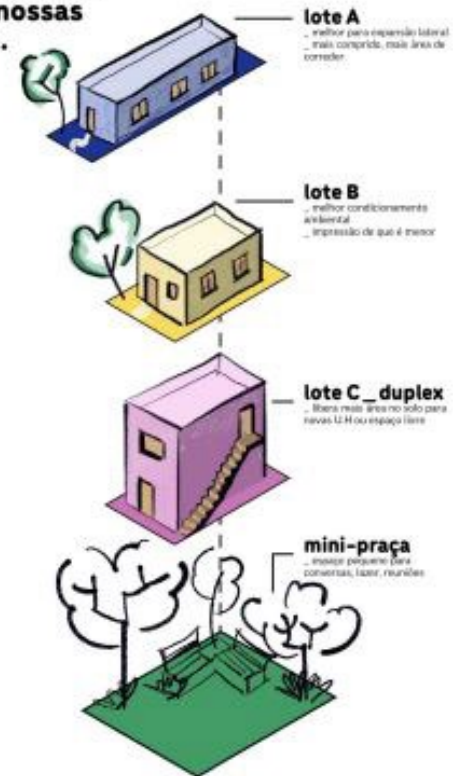 nossas
.
lote A
_ melhor para expansão lateral
_ mais comprido, mais área de
corredor
lote B
_ melhor condicionamento
ambiental
_ impressão de que é menor
lote C_duplex
_ libera mais área no solo para
novas U.H ou espaço livre
mini-praça
_ espaço pequeno para
conversas, lazer, reuniões